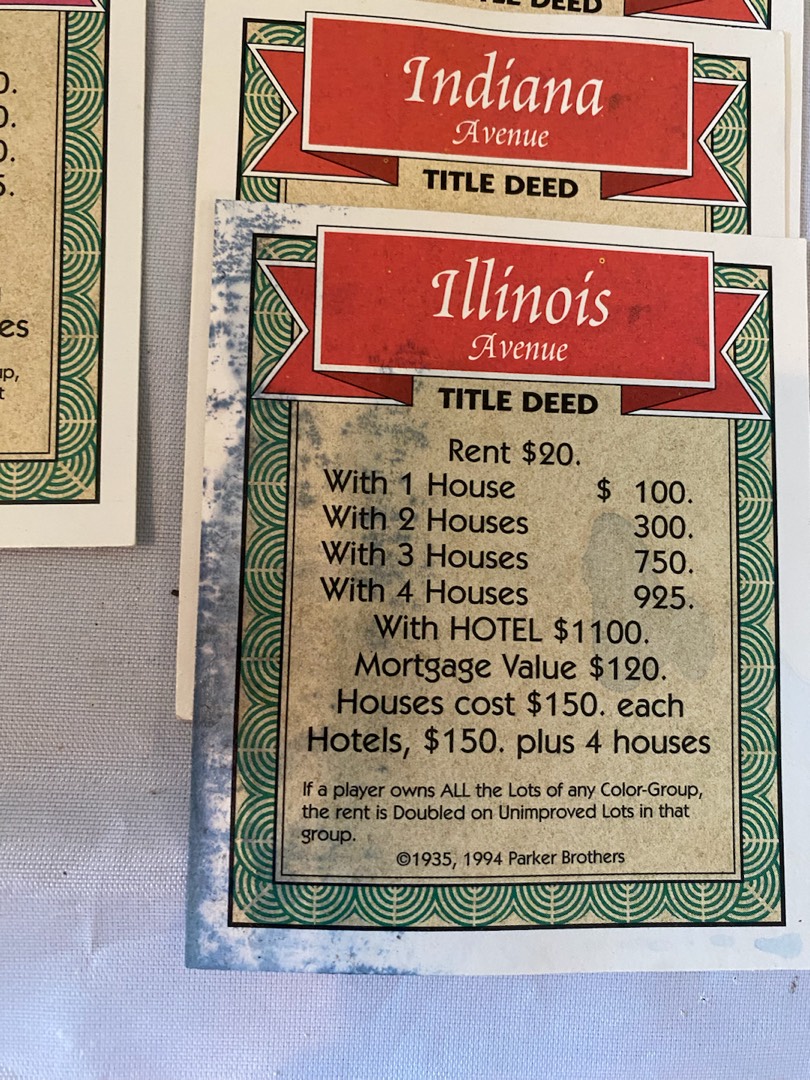 TITLE DEED
Indiana
Avenue
TITLE DEED
Illinois
Avenue
TITLE DEED
Rent $20.
With 1 House $ 100.
With 2 Houses 300.
With 3 Houses 750.
With 4 Houses 925.
With HOTEL $1100.
Mortgage Value $120.
Houses cost $150. each
Hotels, $150. plus 4 houses
If a player owns ALL the Lots of any Color-Group,
the rent is Doubled on Unimproved Lots in that
group.
©1935, 1994 Parker Brothers